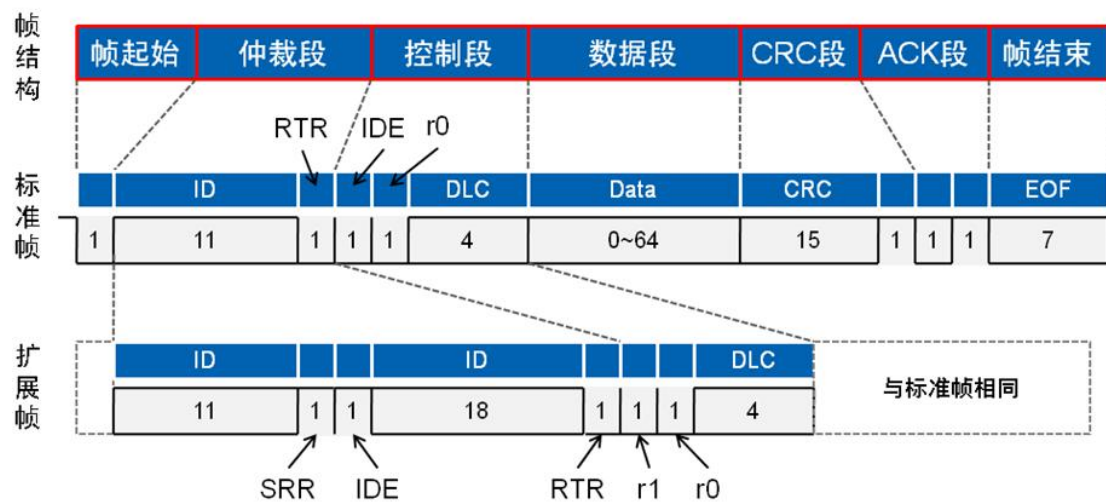 帧结构
帧起始 仲裁段 控制段 数据段 CRC段 ACK段 帧结束
RTR IDE r0
标准帧
ID DLC Data CRC EOF
1 11 1 1 1 4 0~64 15 1 1 1 7
扩展帧
ID ID DLC
11 1 1 18 1 1 1 4
与标准帧相同
SRR IDE RTR r1 r0